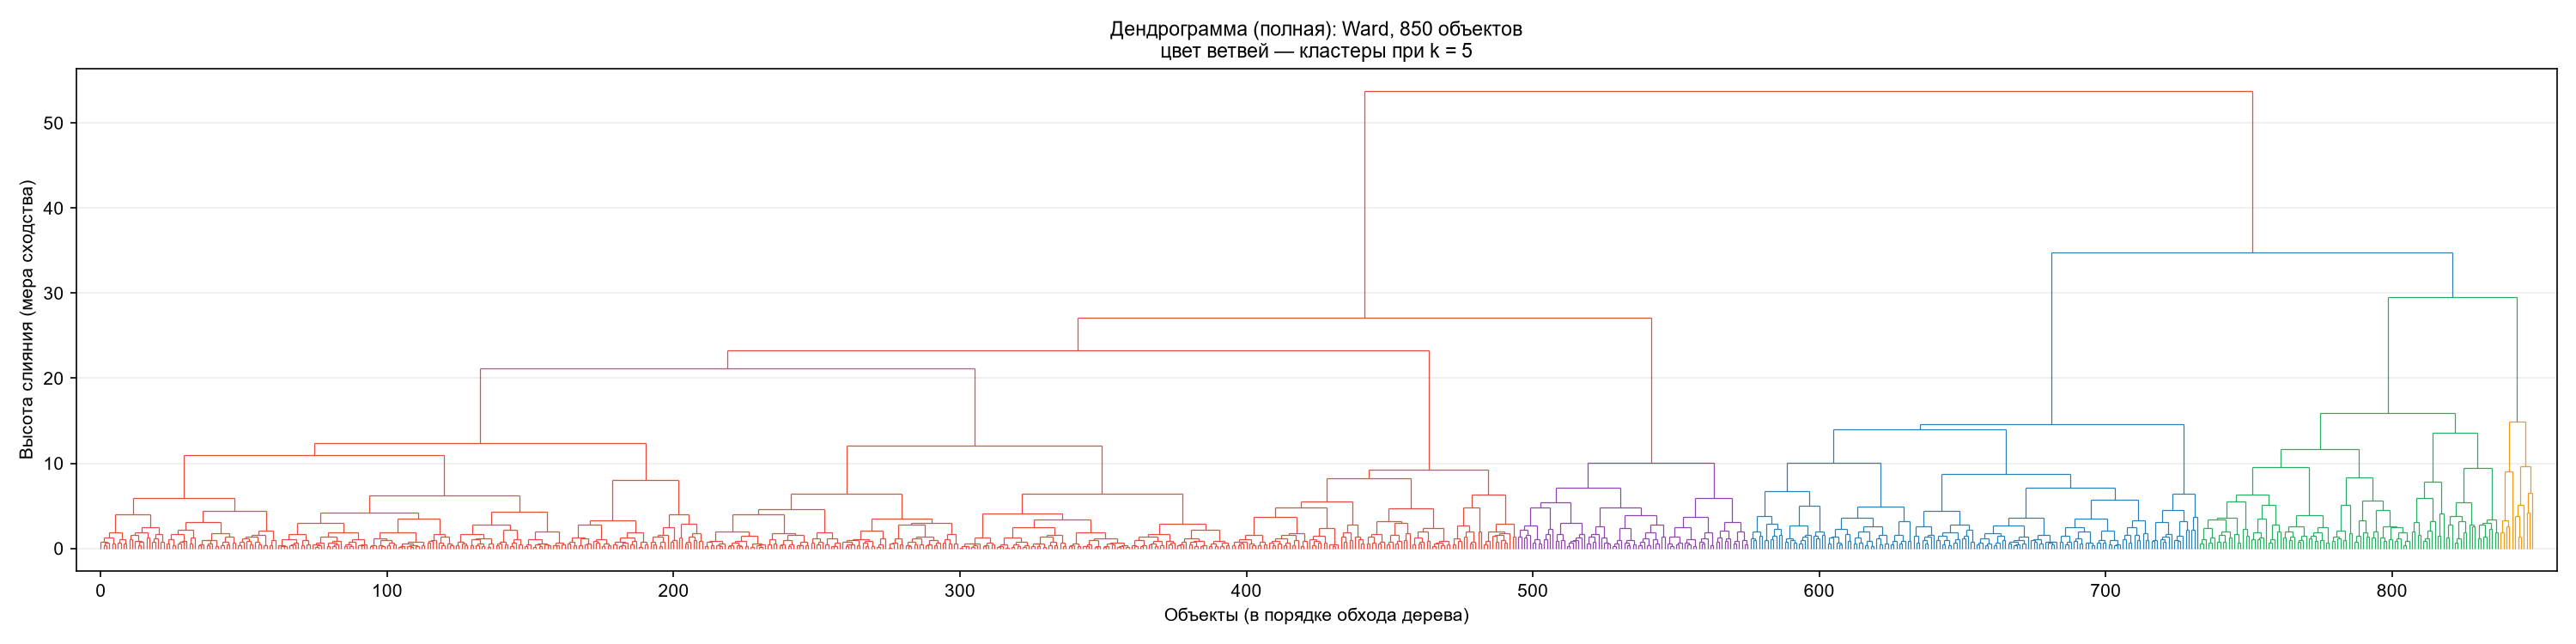 Дендрограмма (полная): Ward, 850 объектов
цвет ветвей — кластеры при k = 5
Высота слияния (мера сходства)
50
40
30
20
10
0
0 100 200 300 400 500 600 700 800
Объекты (в порядке обхода дерева)